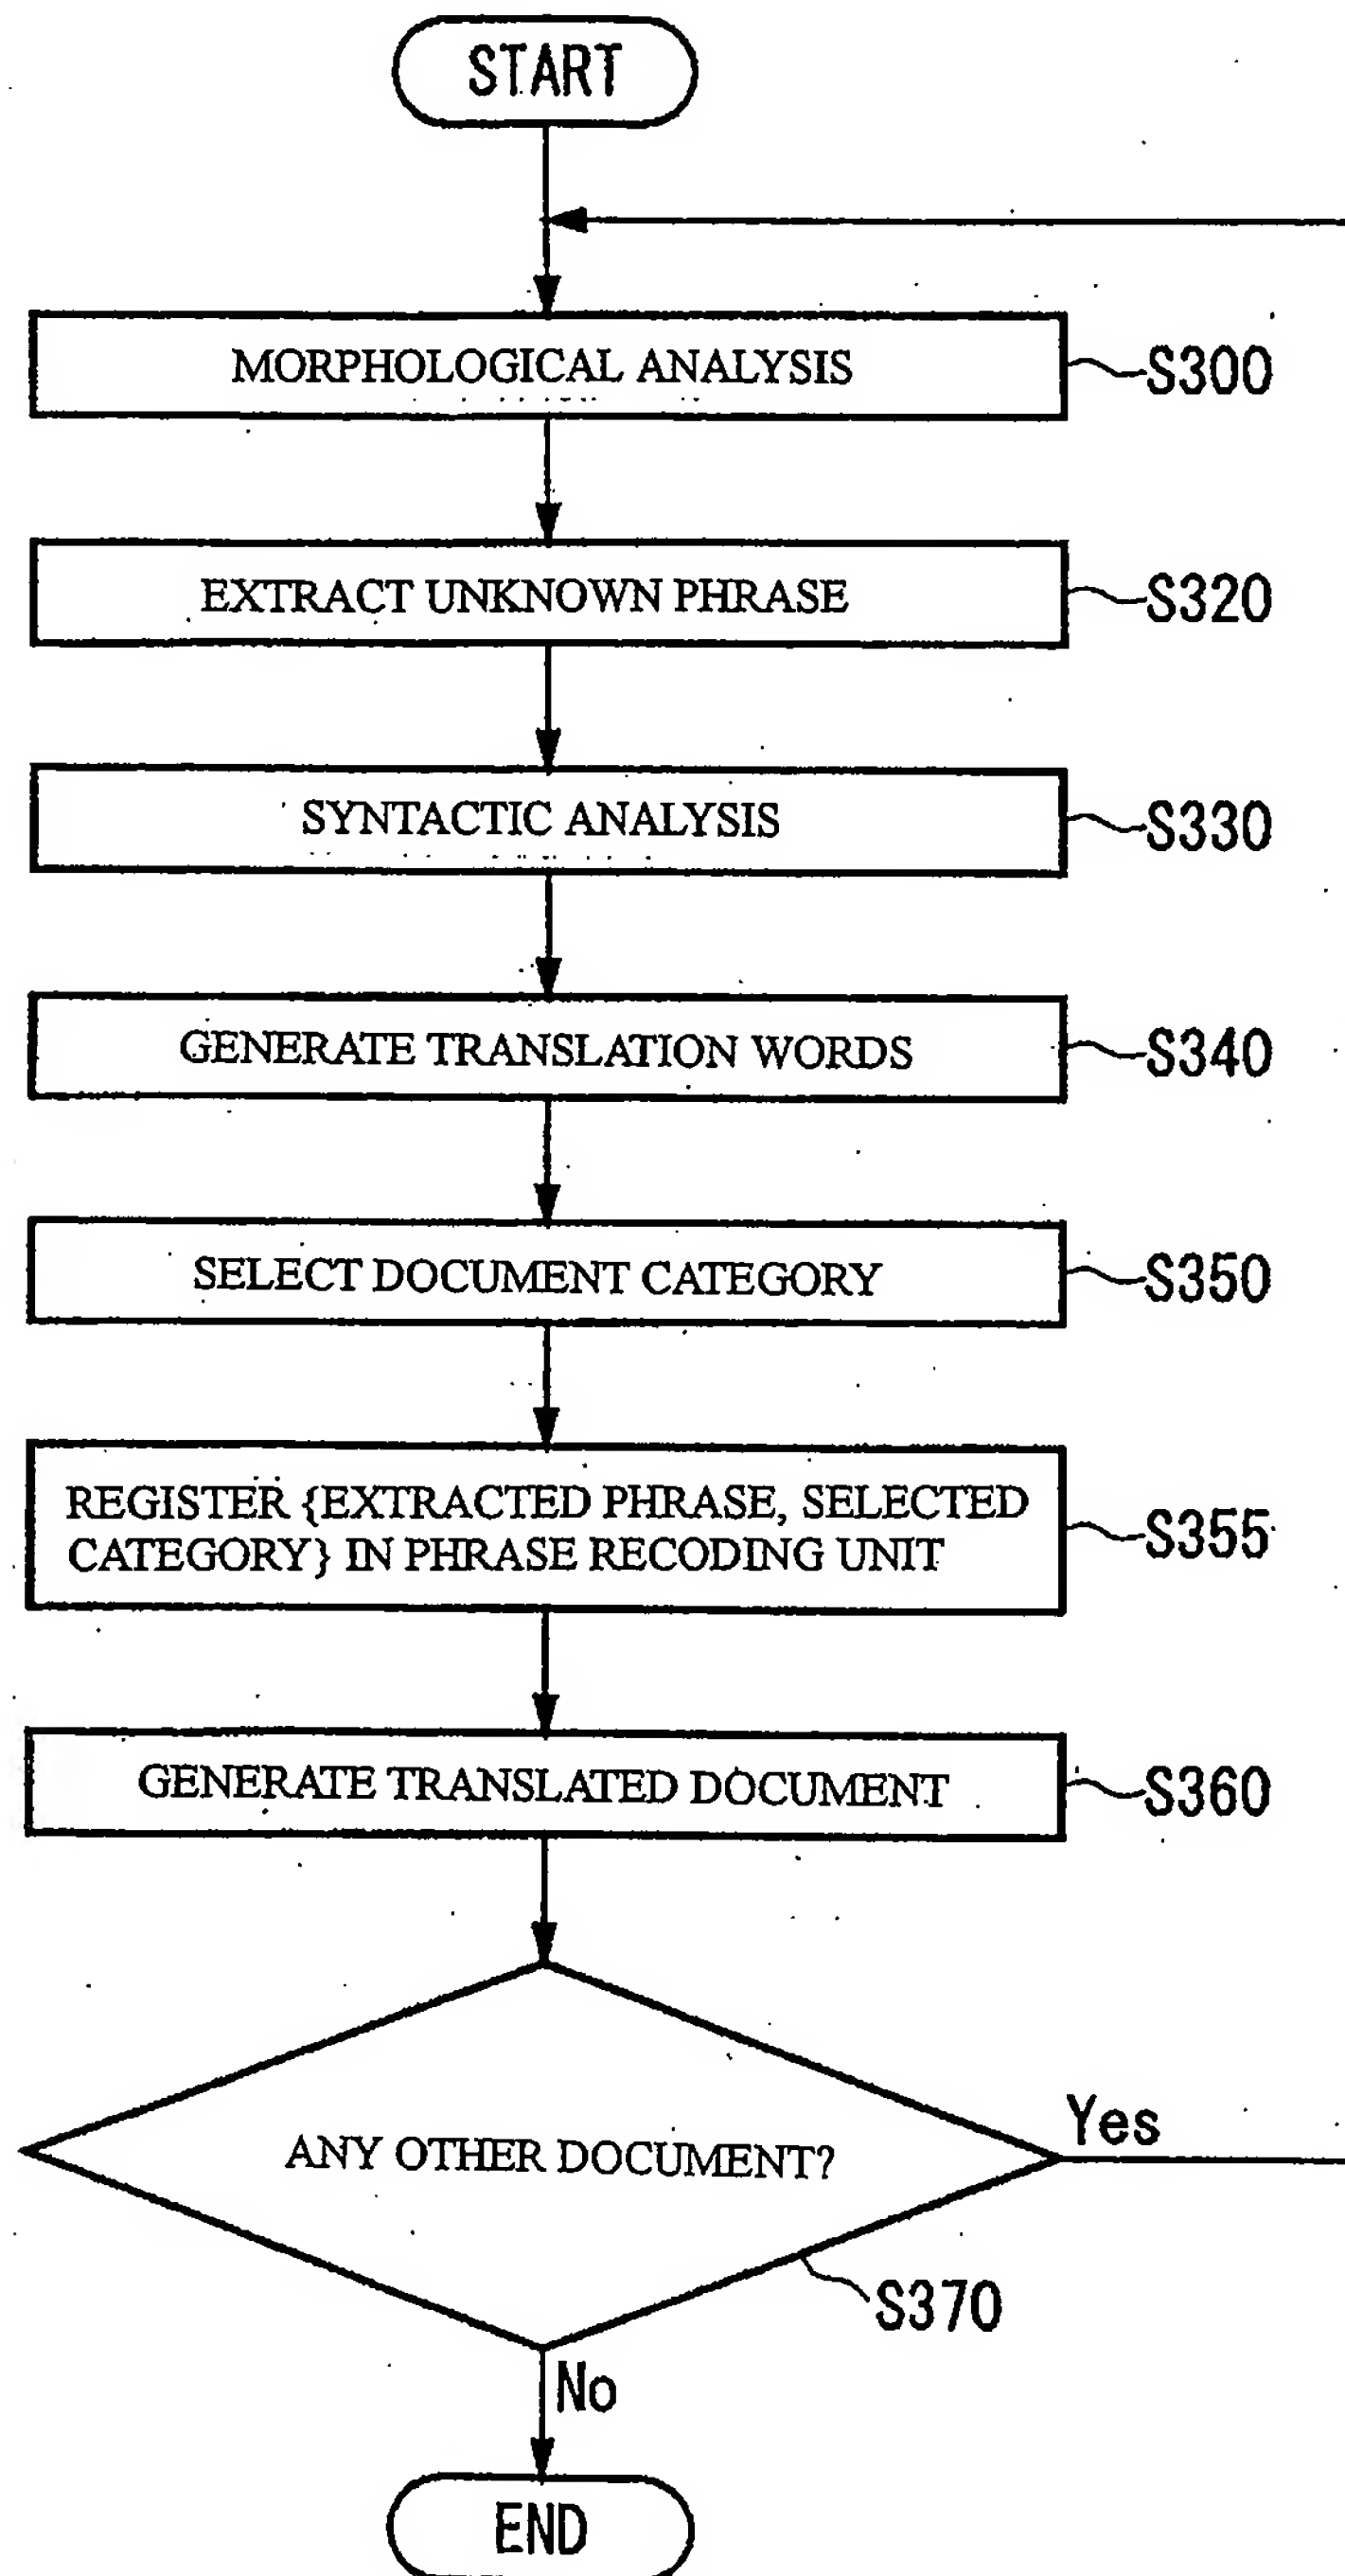 START
MORPHOLOGICAL ANALYSIS
S300
EXTRACT UNKNOWN PHRASE
S320
SYNTACTIC ANALYSIS
S330
GENERATE TRANSLATION WORDS
S340
SELECT DOCUMENT CATEGORY
S350
REGISTER {EXTRACTED PHRASE, SELECTED
CATEGORY} IN PHRASE RECODING UNIT
S355
GENERATE TRANSLATED DOCUMENT
S360
ANY OTHER DOCUMENT?
Yes
S370
No
END